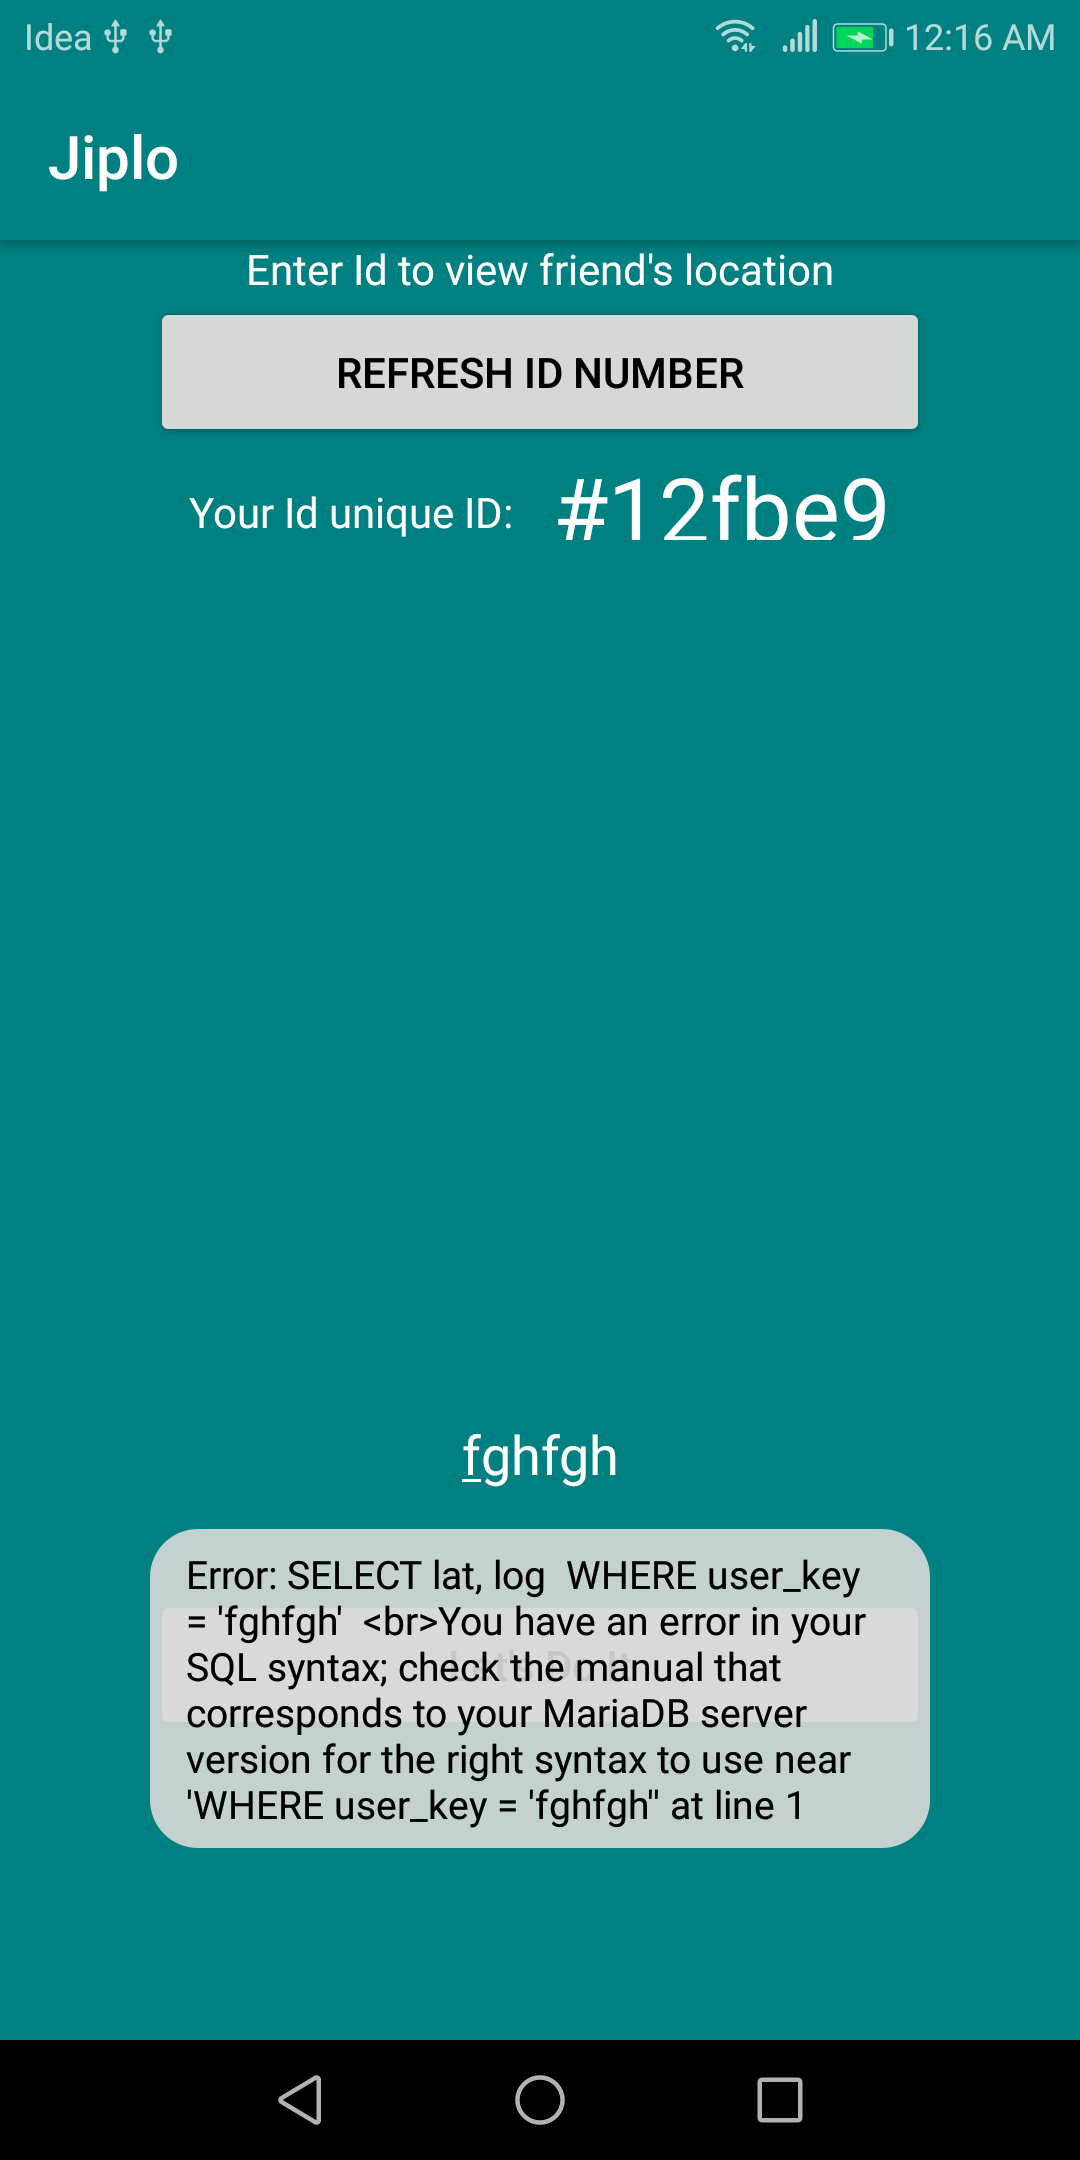 Idea 12:16 AM
Jiplo
Enter Id to view friend's location
REFRESH ID NUMBER
Your Id unique ID: #12fbe9
fghfgh
Error: SELECT lat, log  WHERE user_key
= 'fghfgh'  <br>You have an error in your
SQL syntax; check the manual that
corresponds to your MariaDB server
version for the right syntax to use near
'WHERE user_key = 'fghfgh'' at line 1